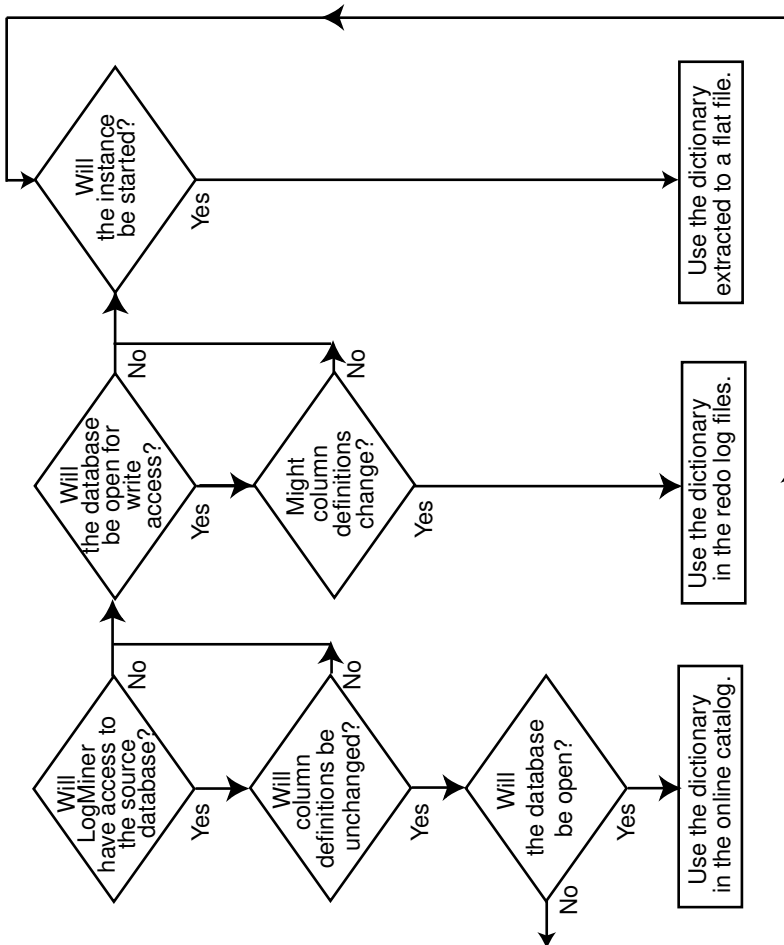 Will
LogMiner
have access to
the source
database?
No
Yes
Will
column
definitions be
unchanged?
No
Yes
Will
the database
be open?
No
Yes
Use the dictionary
in the online catalog.
Will
the database
be open for
write
access?
No
Yes
Might
column
definitions
change?
No
Yes
Use the dictionary
in the redo log files.
Will
the instance
be started?
Yes
Use the dictionary
extracted to a flat file.